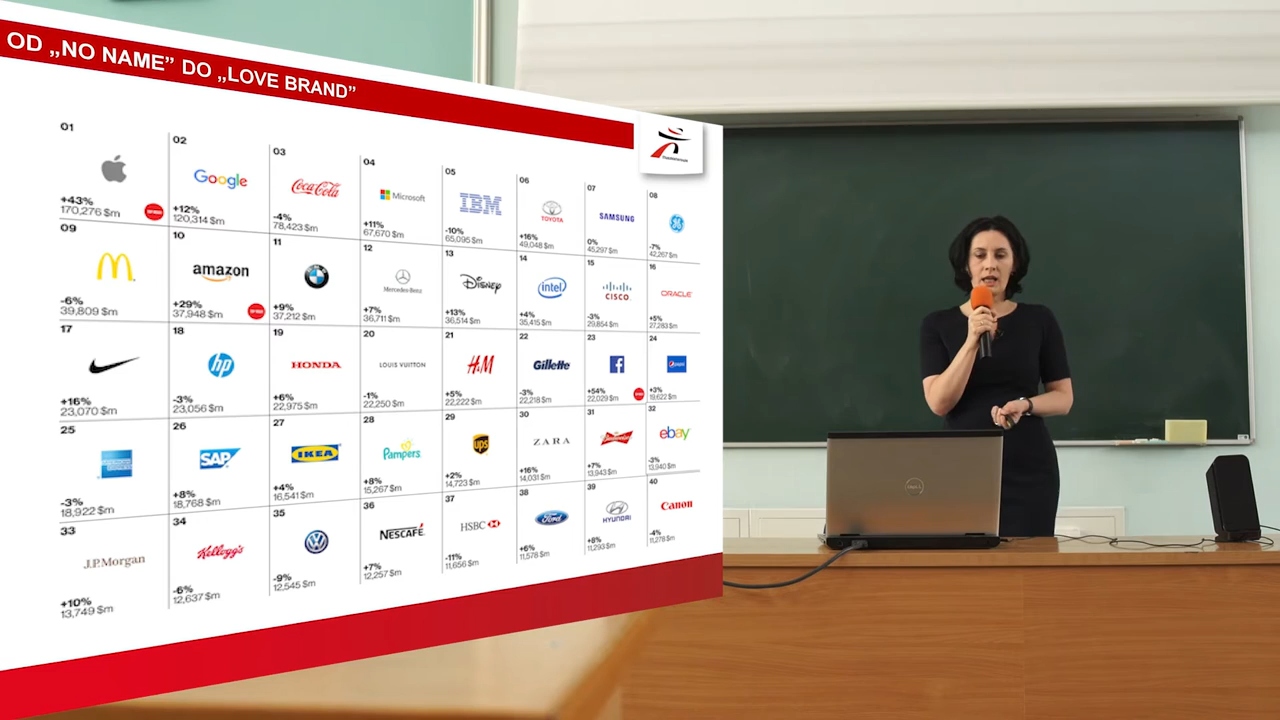 OD „NO NAME” DO „LOVE BRAND”
01
+43%
170,276 $m
02
Google
+12%
120,314 $m
03
Coca-Cola
-4%
78,423 $m
04
Microsoft
+11%
67,670 $m
05
IBM
-10%
65,095 $m
06
TOYOTA
+16%
49,048 $m
07
SAMSUNG
0%
45,297 $m
08
-7%
42,267 $m
09
-6%
39,809 $m
10
amazon
+29%
37,948 $m
11
+9%
37,212 $m
12
Mercedes-Benz
+7%
36,711 $m
13
Disney
+13%
36,514 $m
14
intel
+4%
35,415 $m
15
CISCO
-3%
29,854 $m
16
ORACLE
+5%
27,283 $m
17
+16%
23,070 $m
18
hp
-3%
23,056 $m
19
HONDA
+6%
22,975 $m
20
LOUIS VUITTON
-1%
22,250 $m
21
H&M
+5%
22,222 $m
22
Gillette
-3%
22,218 $m
23
f
+54%
22,029 $m
24
pepsi
+3%
19,622 $m
25
-3%
18,922 $m
26
SAP
+8%
18,768 $m
27
IKEA
+4%
16,541 $m
28
Pampers
+8%
15,267 $m
29
ups
+2%
14,723 $m
30
ZARA
+16%
14,031 $m
31
Budweiser
+7%
13,943 $m
32
ebay
-3%
13,940 $m
33
J.P.Morgan
+10%
13,749 $m
34
Kellogg's
-6%
12,637 $m
35
-9%
12,545 $m
36
NESCAFÉ
+7%
12,257 $m
37
HSBC
-11%
11,656 $m
38
Ford
+6%
11,578 $m
39
HYUNDAI
+8%
11,293 $m
40
Canon
-4%
11,278 $m
DELL